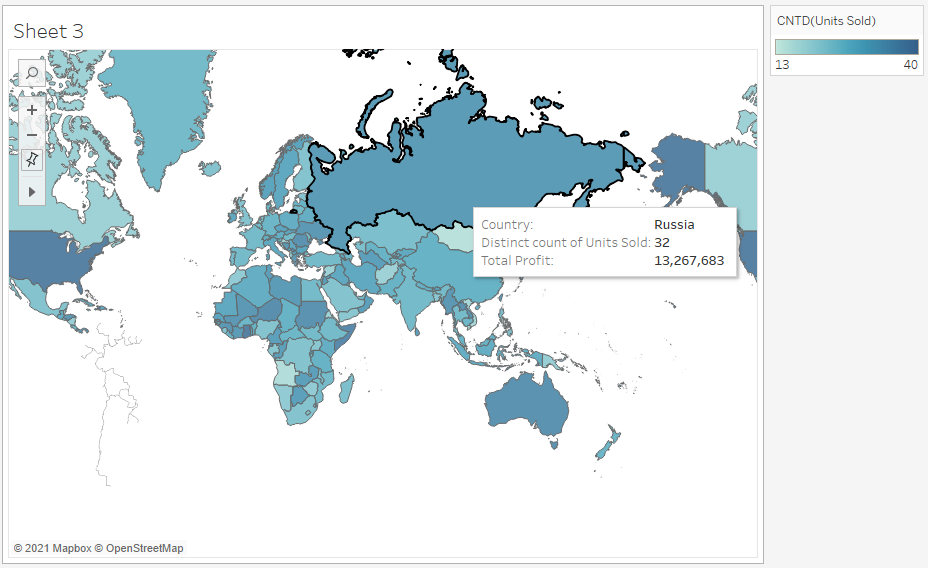 Sheet 3
CNTD(Units Sold)
13 40
Country: Russia
Distinct count of Units Sold: 32
Total Profit: 13,267,683
© 2021 Mapbox © OpenStreetMap